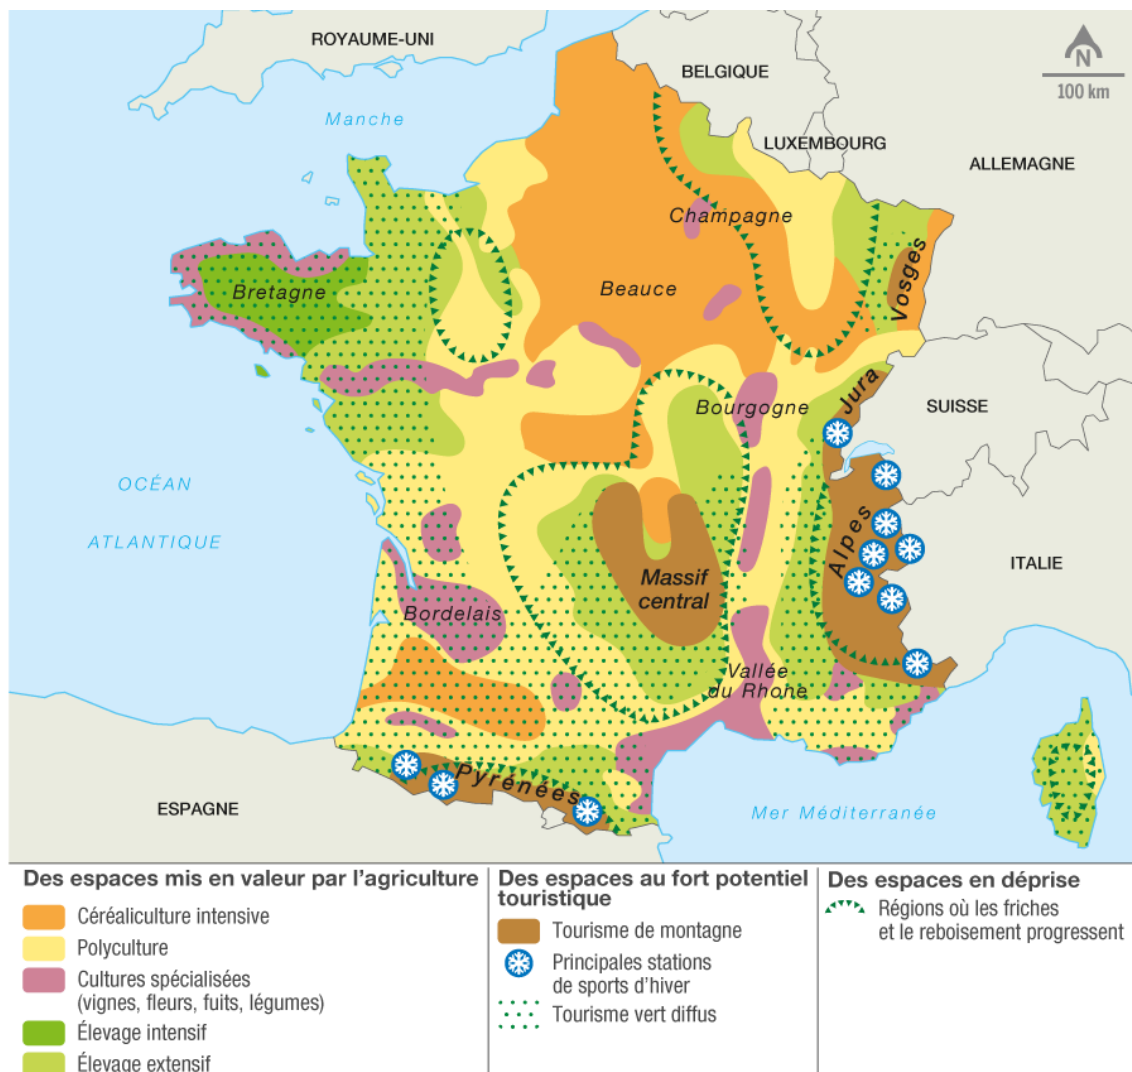 ROYAUME-UNI
BELGIQUE
N
100 km
Manche
LUXEMBOURG
ALLEMAGNE
Champagne
Vosges
Bretagne
Beauce
Jura
Bourgogne
SUISSE
OCÉAN
ATLANTIQUE
Alpes
ITALIE
Massif
central
Bordelais
Vallée
du Rhone
Pyrénées
ESPAGNE
Mer Méditerranée
Des espaces mis en valeur par l'agriculture
Céréaliculture intensive
Polyculture
Cultures spécialisées
(vignes, fleurs, fuits, légumes)
Élevage intensif
Élevage extensif
Des espaces au fort potentiel
touristique
Tourisme de montagne
Principales stations
de sports d'hiver
Tourisme vert diffus
Des espaces en déprise
Régions où les friches
et le reboisement progressent